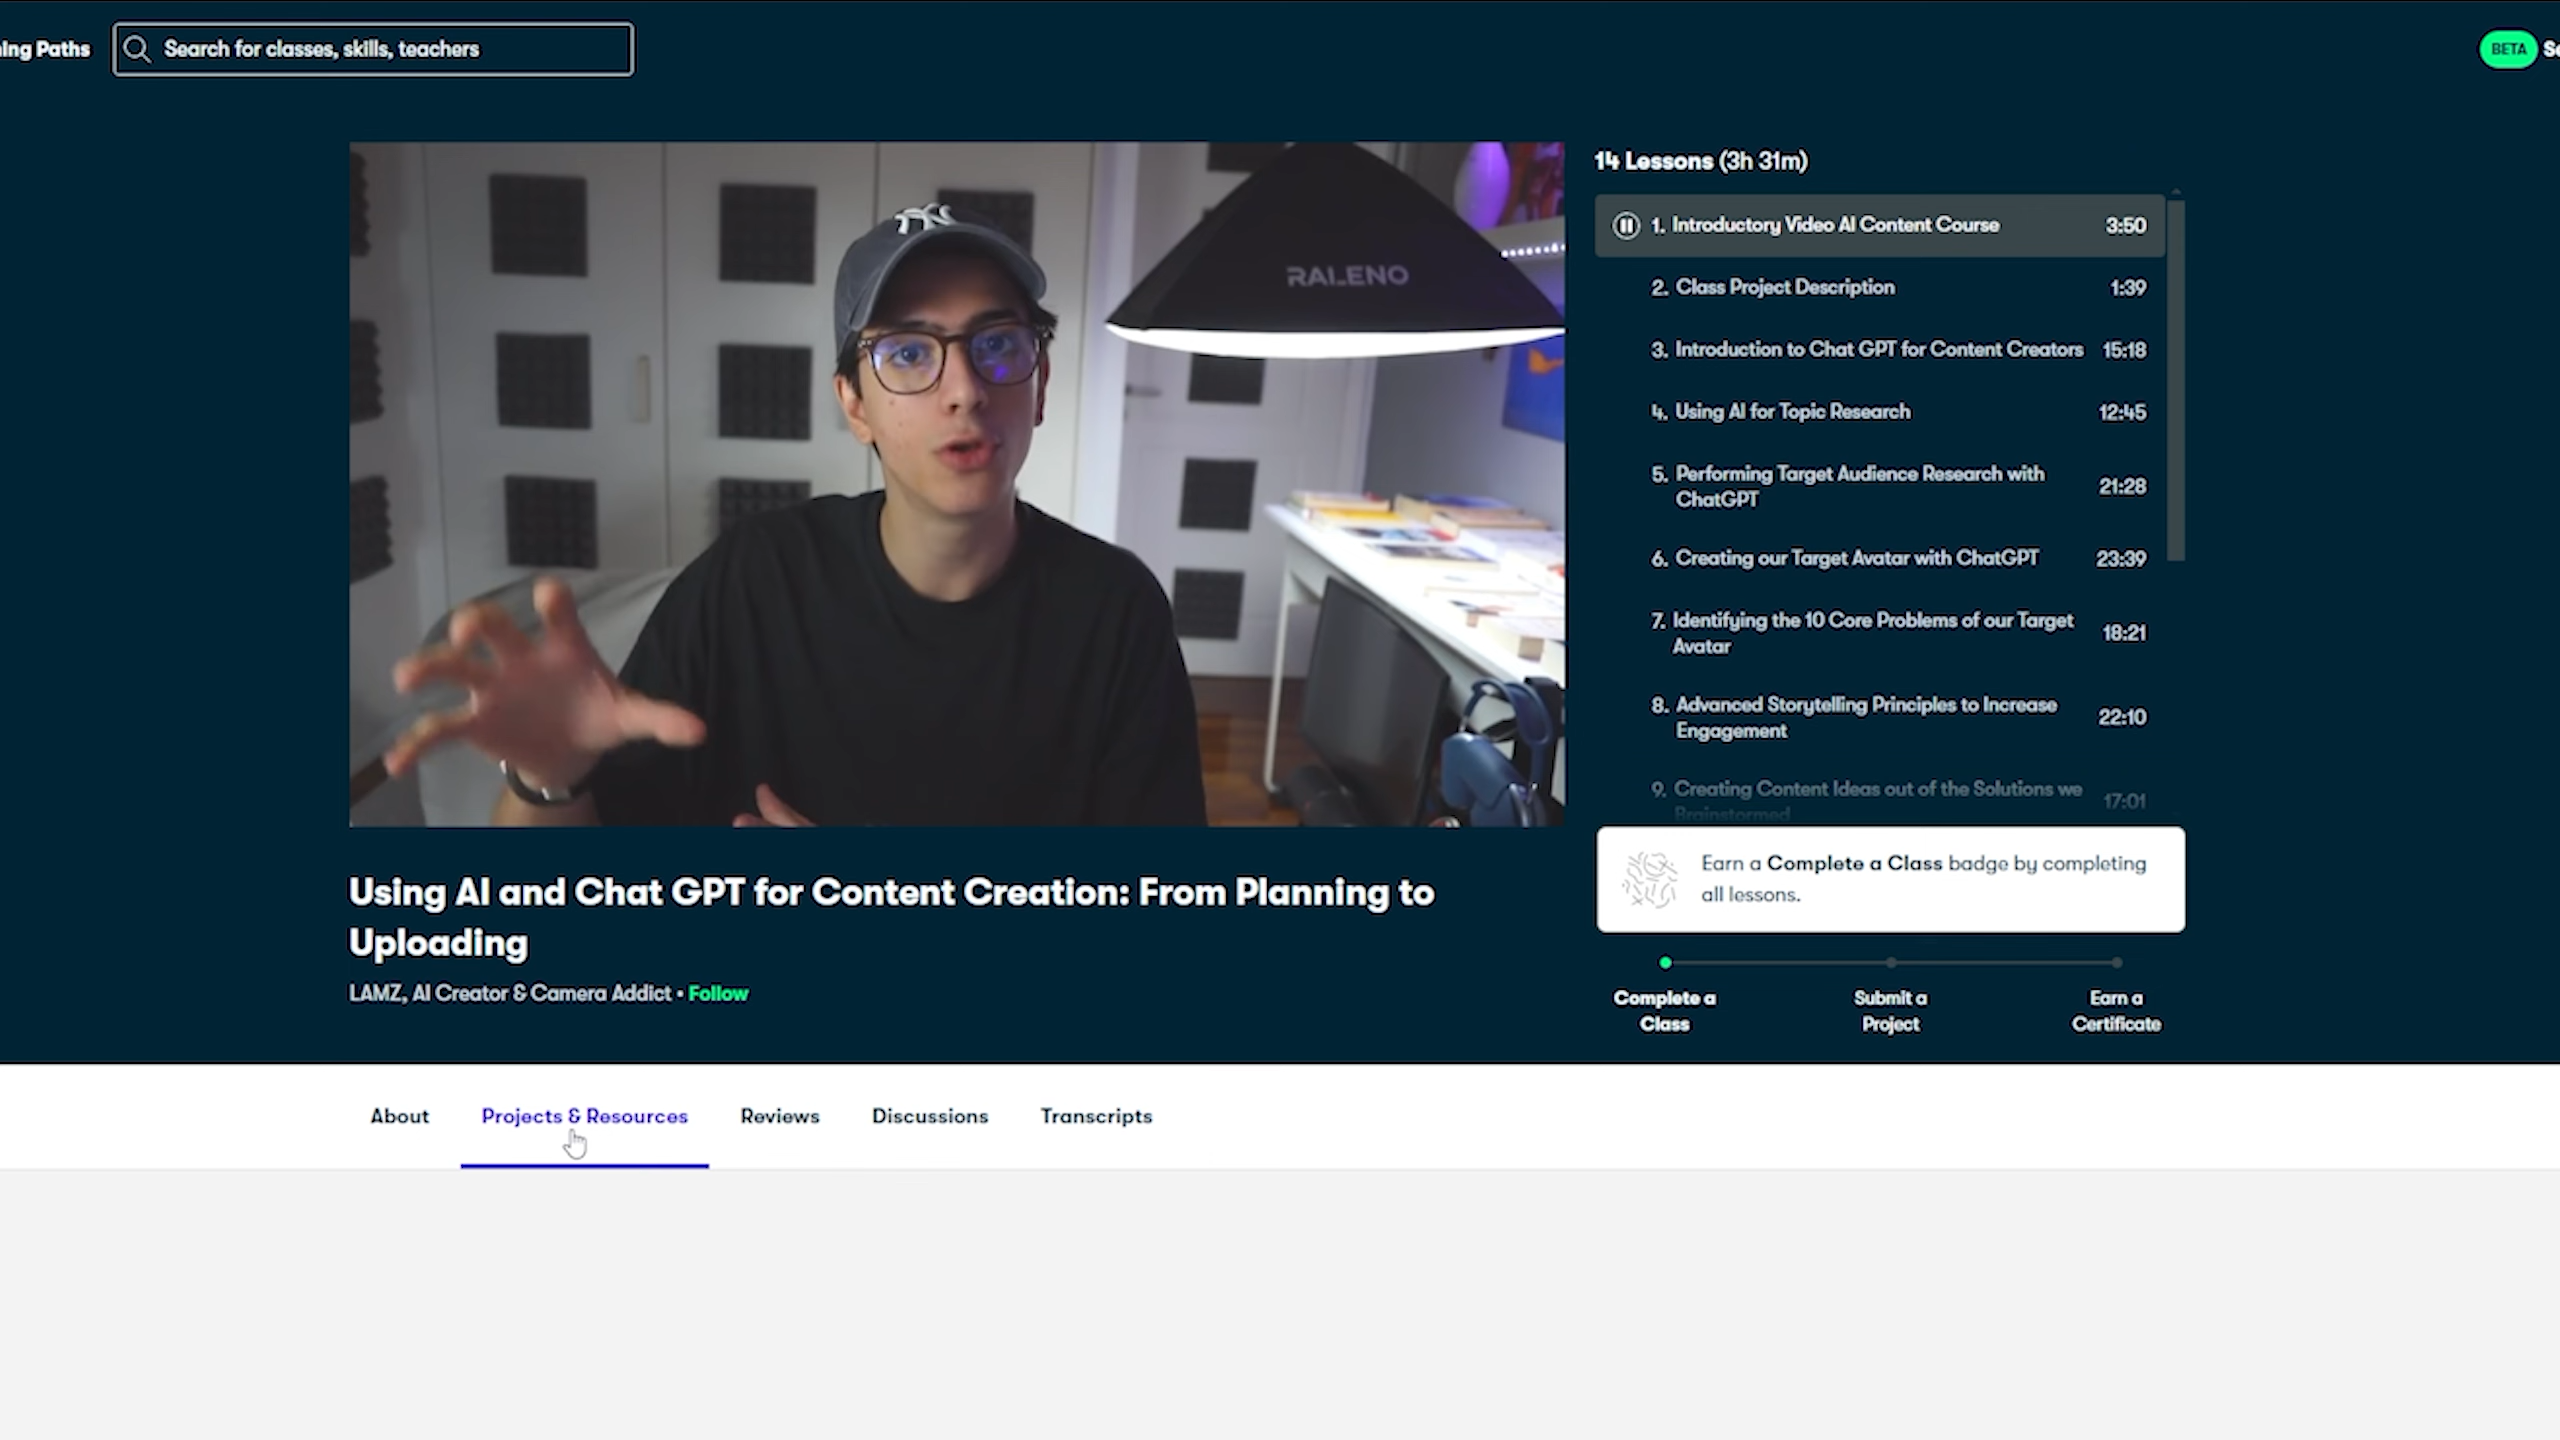 ing Paths
Search for classes, skills, teachers
BETA
RALENO
14 Lessons (3h 31m)
1. Introductory Video AI Content Course 3:50
2. Class Project Description 1:39
3. Introduction to Chat GPT for Content Creators 15:18
4. Using AI for Topic Research 12:45
5. Performing Target Audience Research with
ChatGPT 21:28
6. Creating our Target Avatar with ChatGPT 23:39
7. Identifying the 10 Core Problems of our Target
Avatar 18:21
8. Advanced Storytelling Principles to Increase
Engagement 22:10
9. Creating Content Ideas out of the Solutions we
Brainstormed 17:01
Earn a Complete a Class badge by completing
all lessons.
Complete a
Class
Submit a
Project
Earn a
Certificate
Using AI and Chat GPT for Content Creation: From Planning to
Uploading
LAMZ, AI Creator & Camera Addict • Follow
About Projects & Resources Reviews Discussions Transcripts